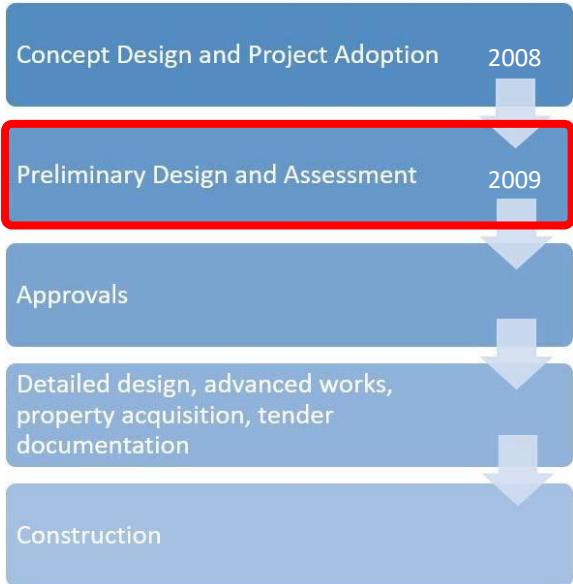 Concept Design and Project Adoption 2008
Preliminary Design and Assessment 2009
Approvals
Detailed design, advanced works,
property acquisition, tender
documentation
Construction